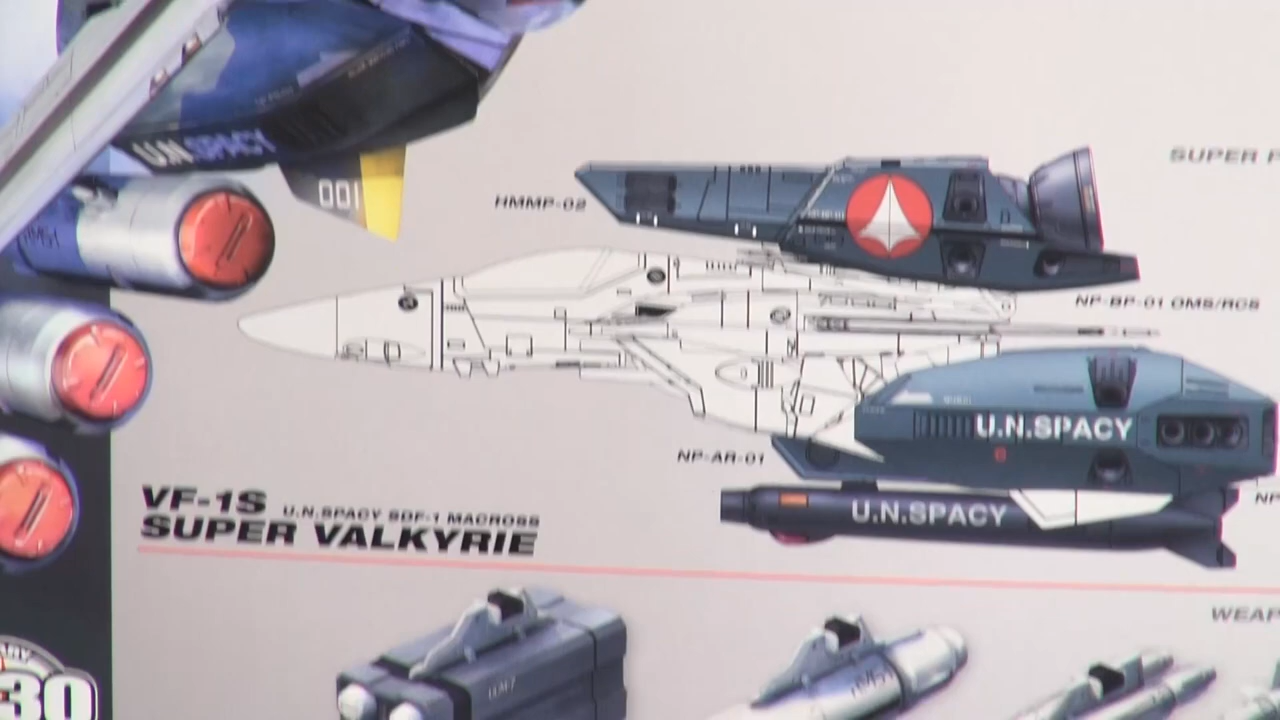 U.N.SPACY
001
HMMP-02
SUPER
NP-BP-01 OMS/RCS
U.N.SPACY
NP-AR-01
U.N.SPACY
VF-1S U.N.SPACY SDF-1 MACROSS
SUPER VALKYRIE
30